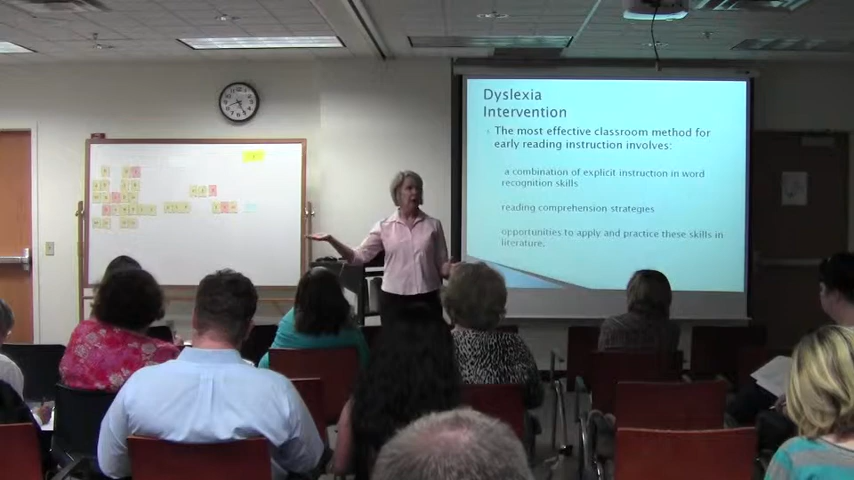 Dyslexia
Intervention
The most effective classroom method for
early reading instruction involves:
a combination of explicit instruction in word
recognition skills
reading comprehension strategies
opportunities to apply and practice these skills in
literature.